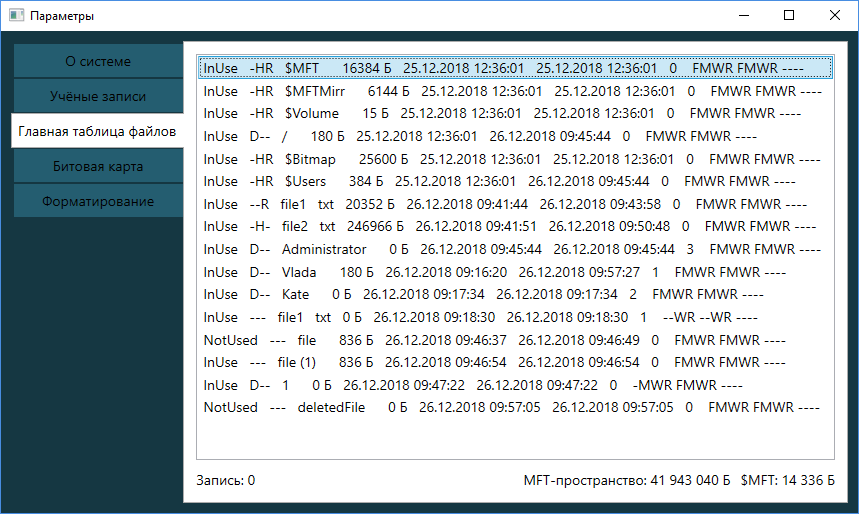 Параметры
О системе
Учёные записи
Главная таблица файлов
Битовая карта
Форматирование
InUse -HR $MFT 16384 Б 25.12.2018 12:36:01 25.12.2018 12:36:01 0 FMWR FMWR ----
InUse -HR $MFTMirr 6144 Б 25.12.2018 12:36:01 25.12.2018 12:36:01 0 FMWR FMWR ----
InUse -HR $Volume 15 Б 25.12.2018 12:36:01 25.12.2018 12:36:01 0 FMWR FMWR ----
InUse D-- / 180 Б 25.12.2018 12:36:01 26.12.2018 09:45:44 0 FMWR FMWR ----
InUse -HR $Bitmap 25600 Б 25.12.2018 12:36:01 25.12.2018 12:36:01 0 FMWR FMWR ----
InUse -HR $Users 384 Б 25.12.2018 12:36:01 26.12.2018 09:45:44 0 FMWR FMWR ----
InUse --R file1 txt 20352 Б 26.12.2018 09:41:44 26.12.2018 09:43:58 0 FMWR FMWR ----
InUse -H- file2 txt 246966 Б 26.12.2018 09:41:51 26.12.2018 09:50:48 0 FMWR FMWR ----
InUse D-- Administrator 0 Б 26.12.2018 09:45:44 26.12.2018 09:45:44 3 FMWR FMWR ----
InUse D-- Vlada 180 Б 26.12.2018 09:16:20 26.12.2018 09:57:27 1 FMWR FMWR ----
InUse D-- Kate 0 Б 26.12.2018 09:17:34 26.12.2018 09:17:34 2 FMWR FMWR ----
InUse --- file1 txt 0 Б 26.12.2018 09:18:30 26.12.2018 09:18:30 1 --WR --WR ----
NotUsed --- file 836 Б 26.12.2018 09:46:37 26.12.2018 09:46:49 0 FMWR FMWR ----
InUse --- file (1) 836 Б 26.12.2018 09:46:54 26.12.2018 09:46:54 0 FMWR FMWR ----
InUse D-- 1 0 Б 26.12.2018 09:47:22 26.12.2018 09:47:22 0 -MWR FMWR ----
NotUsed --- deletedFile 0 Б 26.12.2018 09:57:05 26.12.2018 09:57:05 0 FMWR FMWR ----
Запись: 0 MFT-пространство: 41 943 040 Б $MFT: 14 336 Б